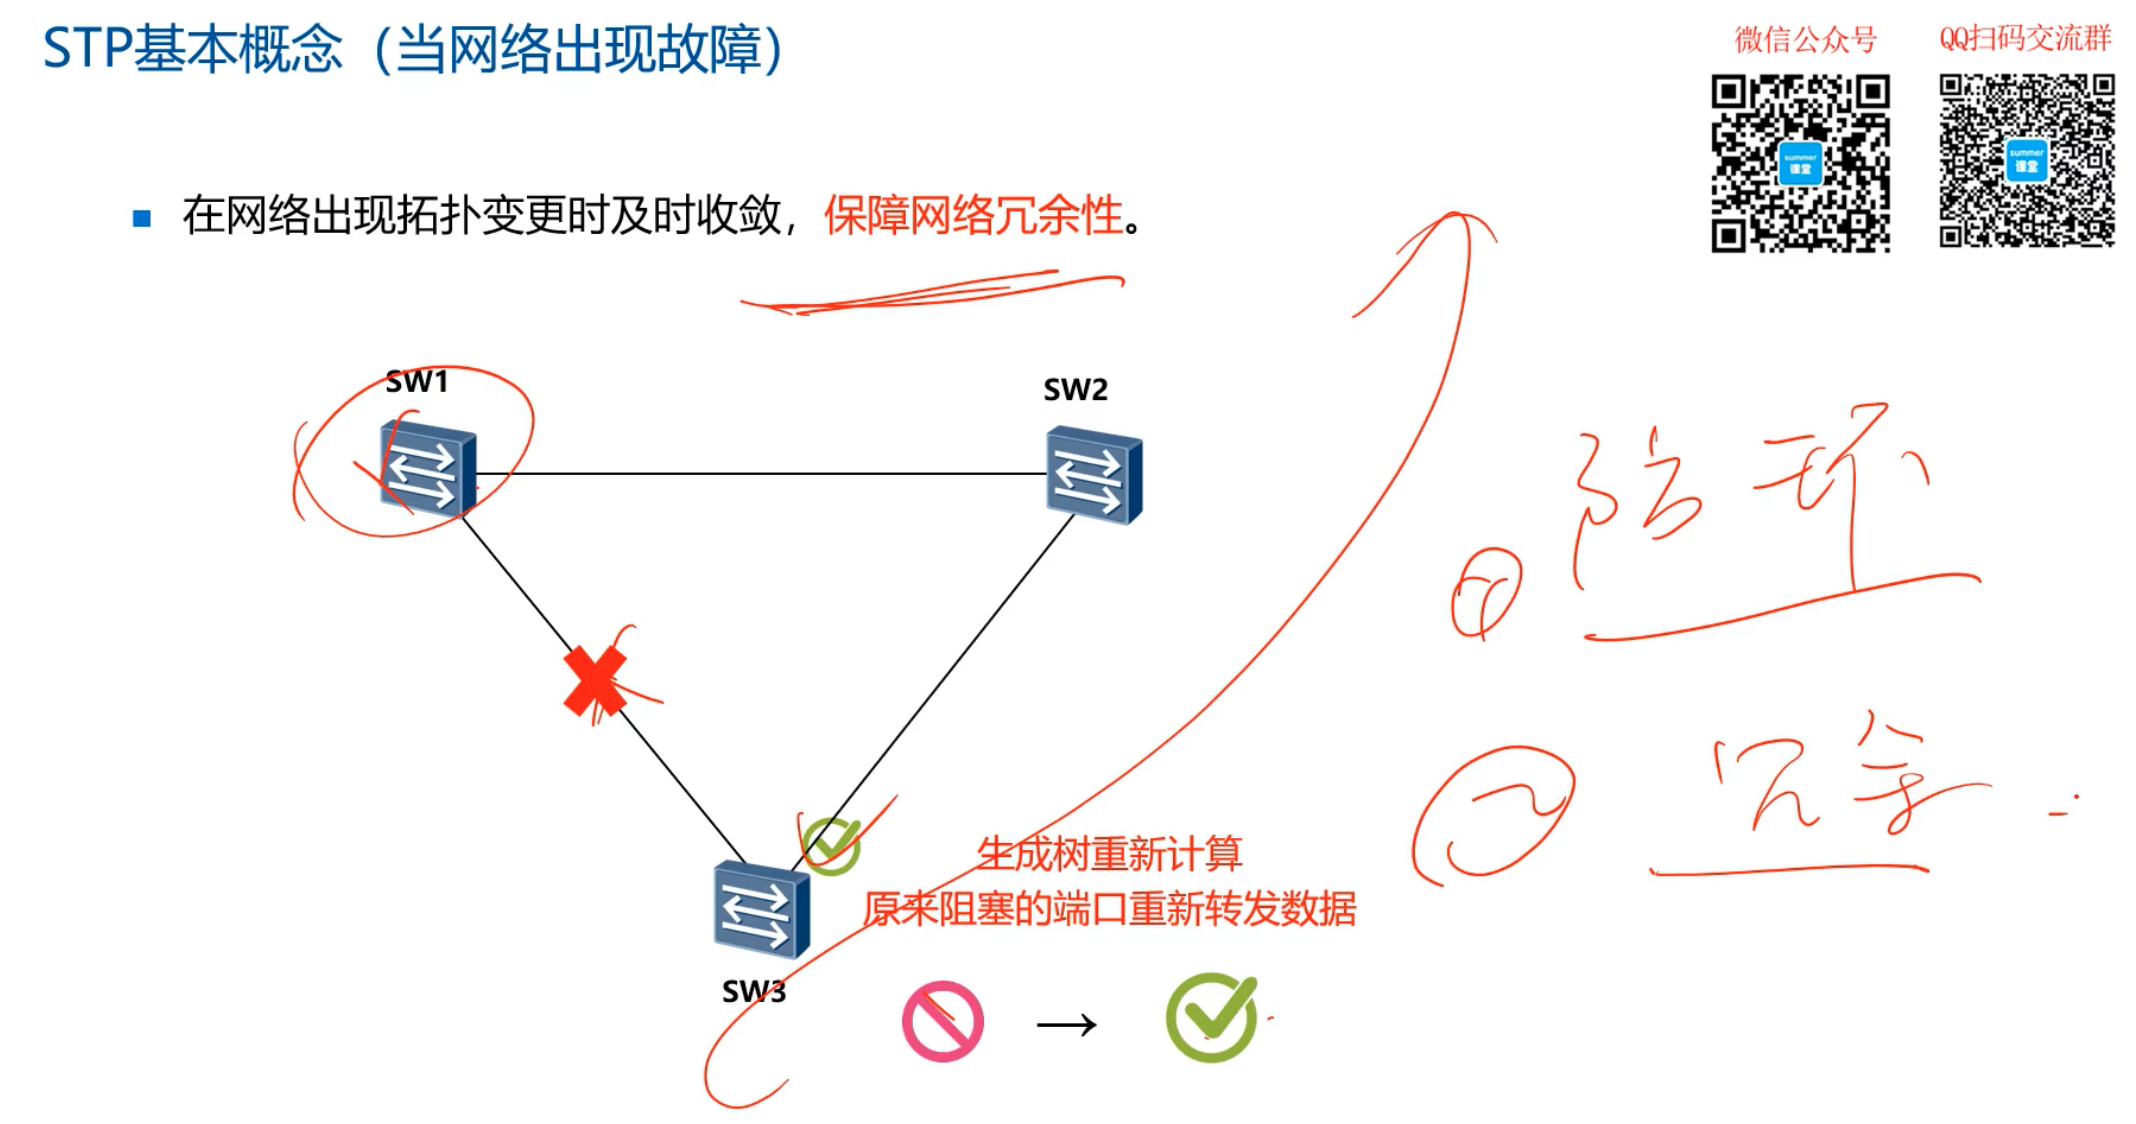 STP基本概念（当网络出现故障）
微信公众号
QQ扫码交流群
summer
课堂
summer
课堂
在网络出现拓扑变更时及时收敛，保障网络冗余性。
SW1
SW2
防环
冗余
生成树重新计算
原来阻塞的端口重新转发数据
SW3